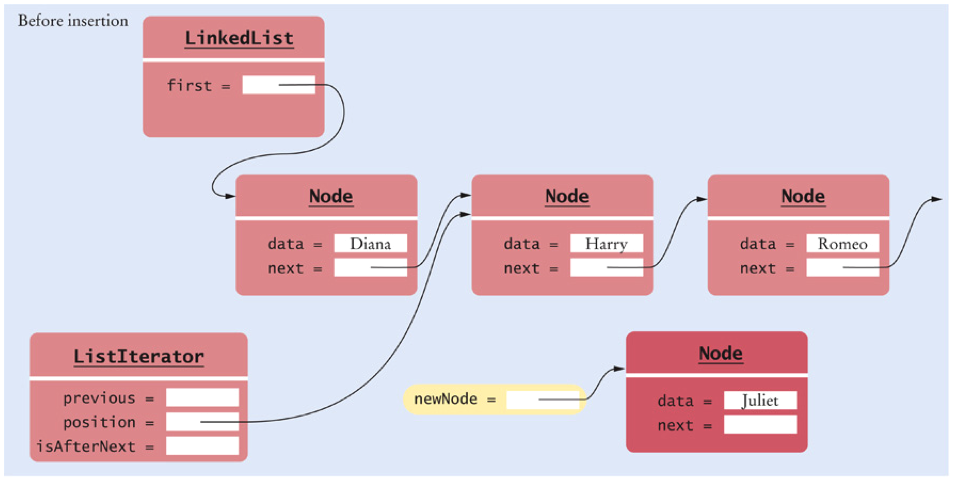 Before insertion
LinkedList
first =
Node
data = Diana
next =
Node
data = Harry
next =
Node
data = Romeo
next =
ListIterator
previous =
position =
isAfterNext =
newNode =
Node
data = Juliet
next =